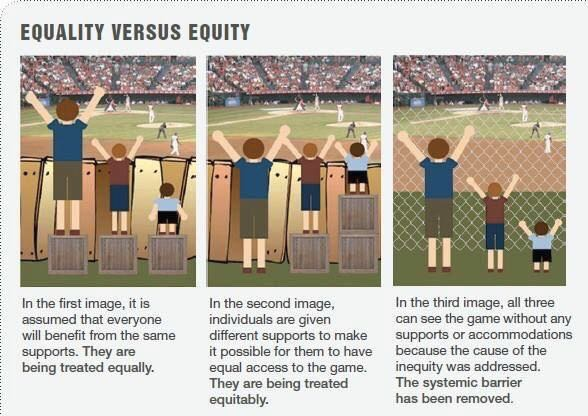 EQUALITY VERSUS EQUITY
In the first image, it is
assumed that everyone
will benefit from the same
supports. They are
being treated equally.
In the second image,
individuals are given
different supports to make
it possible for them to have
equal access to the game.
They are being treated
equitably.
In the third image, all three
can see the game without any
supports or accommodations
because the cause of the
inequity was addressed.
The systemic barrier
has been removed.